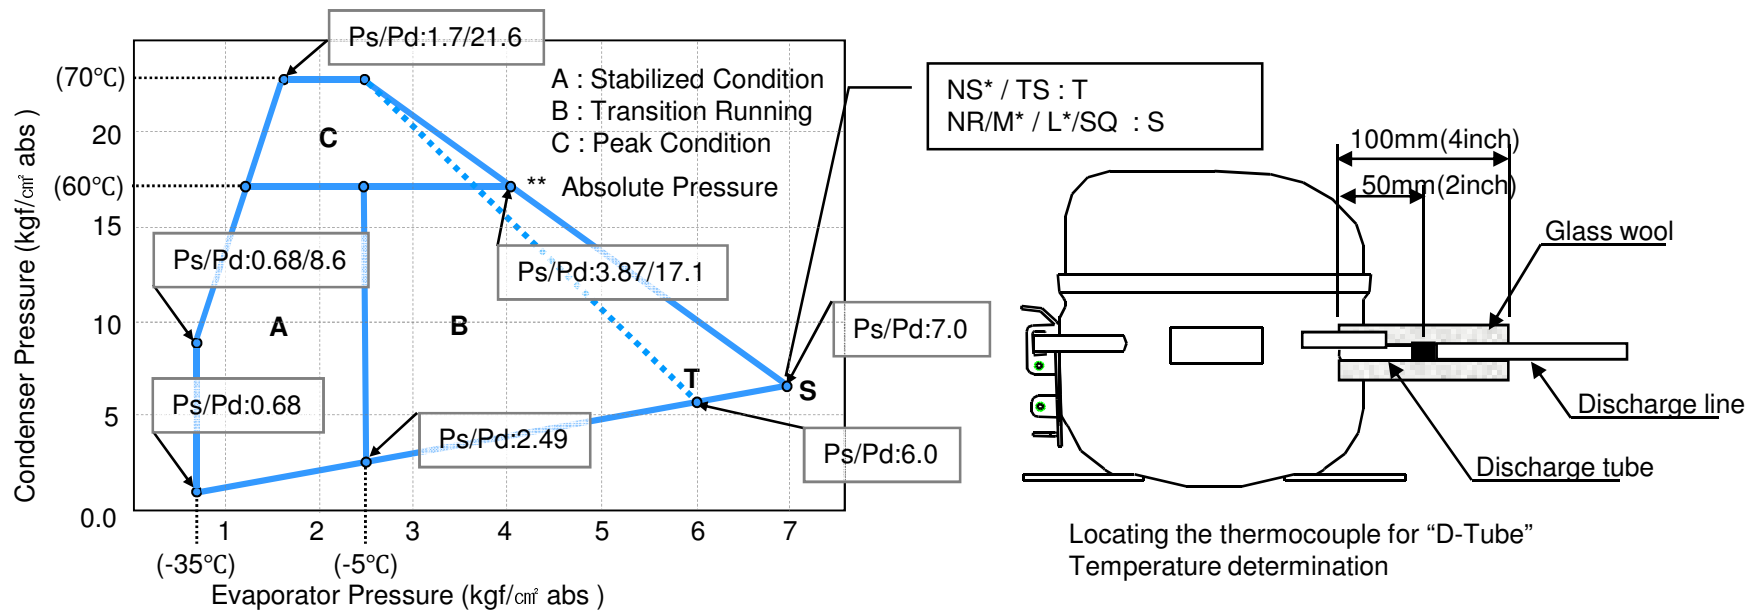 Ps/Pd:1.7/21.6
(70℃)
A : Stabilized Condition
B : Transition Running
C : Peak Condition
C
20
(60℃)
** Absolute Pressure
15
Ps/Pd:0.68/8.6
Ps/Pd:3.87/17.1
A
B
10
Ps/Pd:7.0
T
S
Ps/Pd:0.68
5
Ps/Pd:2.49
Ps/Pd:6.0
0.0
1 2 3 4 5 6 7
(-35℃) (-5℃)
Evaporator Pressure (kgf/㎠ abs )
Condenser Pressure (kgf/㎠ abs )
NS* / TS : T
NR/M* / L*/SQ : S
100mm(4inch)
50mm(2inch)
Glass wool
Discharge line
Discharge tube
Locating the thermocouple for “D-Tube”
Temperature determination